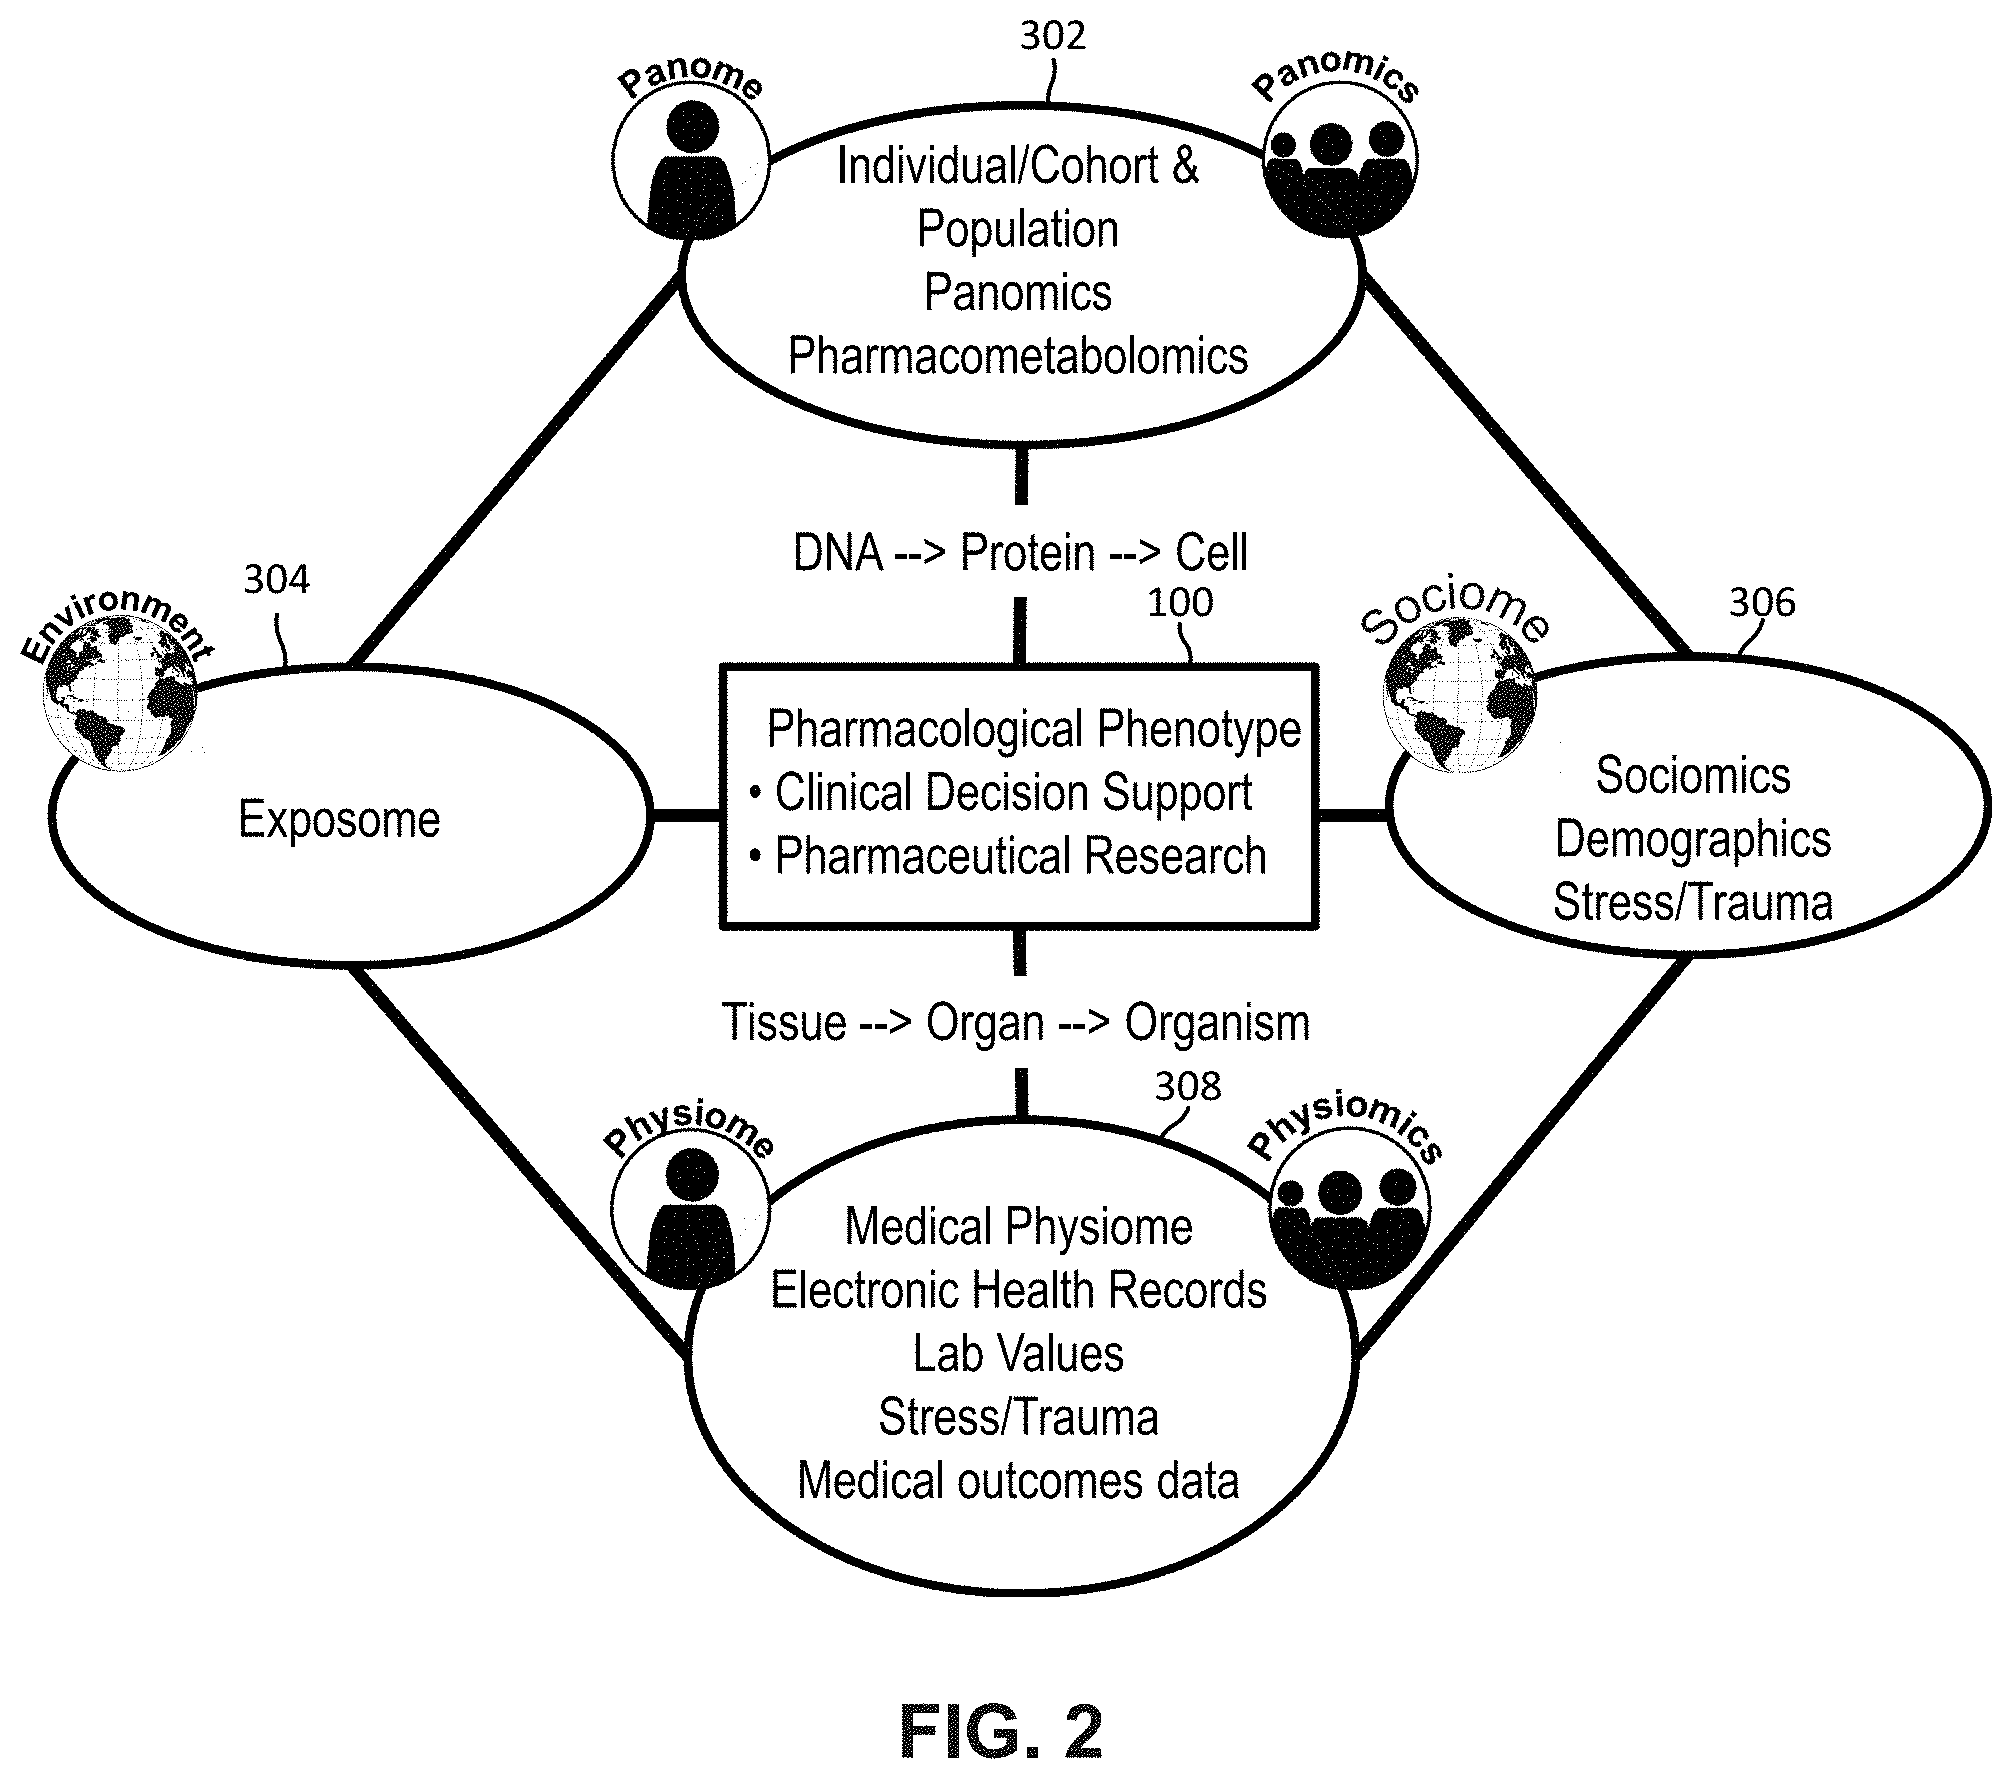 302
Panome
Panomics
Individual/Cohort &
Population
Panomics
Pharmacometabolomics
DNA --> Protein --> Cell
Environment
304
100
Sociome
306
Exposome
Pharmacological Phenotype
• Clinical Decision Support
• Pharmaceutical Research
Sociomics
Demographics
Stress/Trauma
Tissue --> Organ --> Organism
308
Physiome
Physiomics
Medical Physiome
Electronic Health Records
Lab Values
Stress/Trauma
Medical outcomes data
FIG. 2